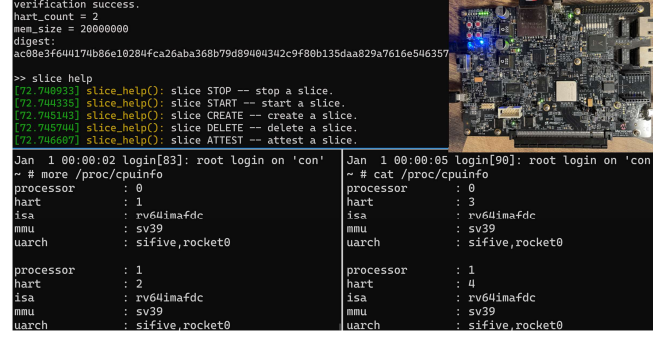 verification success.
hart_count = 2
mem_size = 20000000
digest:
ac08e3f644174b86e10284fca26aba368b79d89404342c9f80b135daa829a7616e546357
>> slice help
[72.740933] slice_help(): slice STOP -- stop a slice.
[72.744335] slice_help(): slice START -- start a slice.
[72.745143] slice_help(): slice CREATE -- create a slice.
[72.745744] slice_help(): slice DELETE -- delete a slice.
[72.746607] slice_help(): slice ATTEST -- attest a slice.
Jan  1 00:00:02 login[83]: root login on 'con'
~ # more /proc/cpuinfo
processor       : 0
hart            : 1
isa             : rv64imafdc
mmu             : sv39
uarch           : sifive,rocket0
processor       : 1
hart            : 2
isa             : rv64imafdc
mmu             : sv39
uarch           : sifive,rocket0
Jan  1 00:00:05 login[90]: root login on 'con
~ # cat /proc/cpuinfo
processor       : 0
hart            : 3
isa             : rv64imafdc
mmu             : sv39
uarch           : sifive,rocket0
processor       : 1
hart            : 4
isa             : rv64imafdc
mmu             : sv39
uarch           : sifive,rocket0